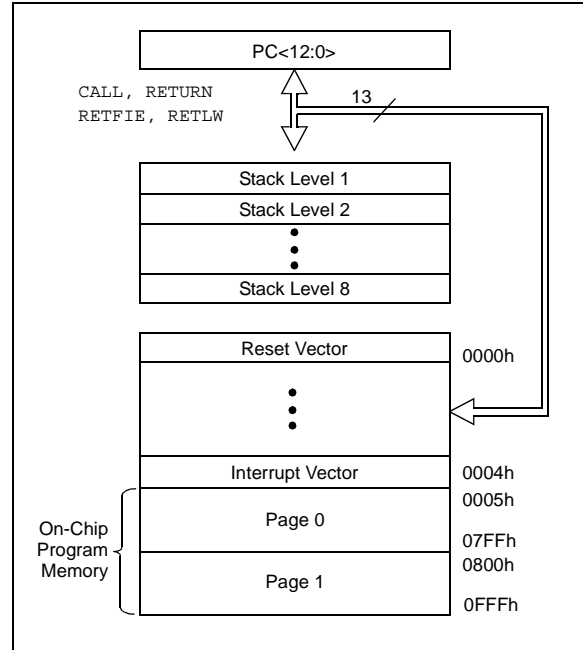 PC<12:0>
CALL, RETURN
RETFIE, RETLW
13
Stack Level 1
Stack Level 2
Stack Level 8
Reset Vector
0000h
Interrupt Vector
0004h
0005h
On-Chip
Program
Memory
Page 0
07FFh
0800h
Page 1
0FFFh